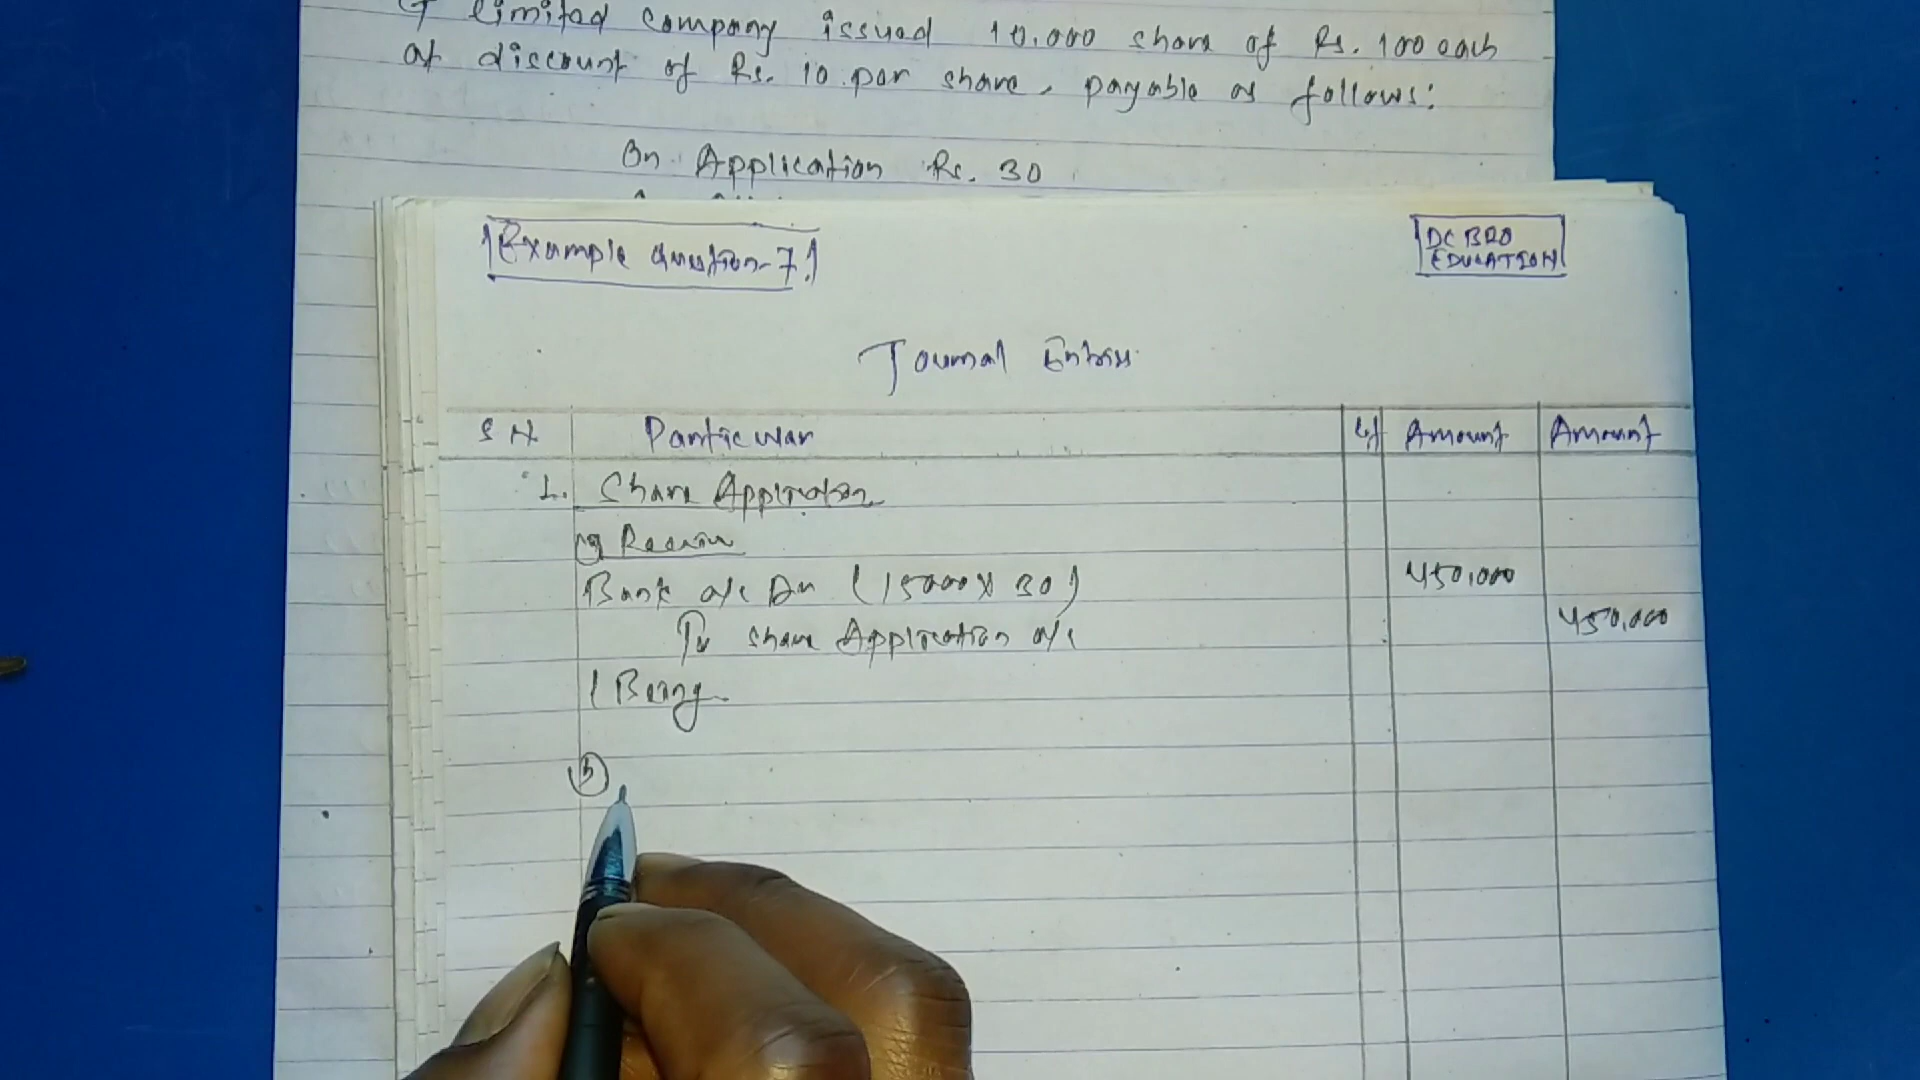 limited company issued 10,000 share of Rs. 100 each
at discount of Rs. 10 par share, payable as follows:
On Application Rs. 30
Example Question-7
DC BRO
EDUCATION
Journal Entries
S N Particular L.f Amount Amount
1. Share Application
Receive
Bank a/c Dr (15000 X 30) 450,000
To share Application a/c 450,000
(Being